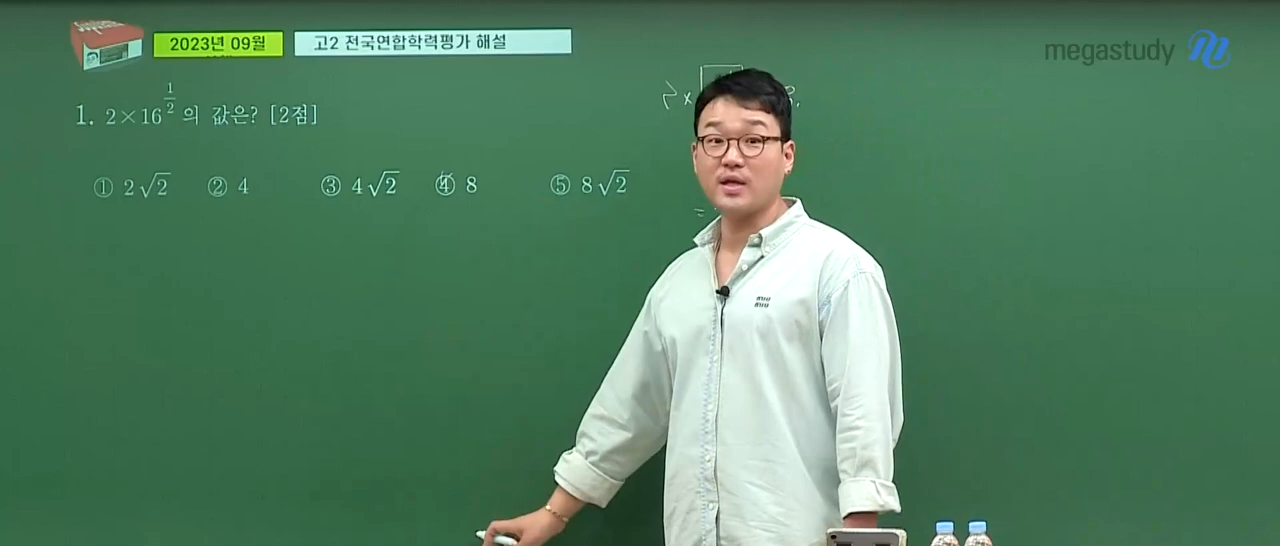 2023년 09월
고2 전국연합학력평가 해설
megastudy
1. 2×16^{1/2} 의 값은? [2점]
① 2√2 ② 4 ③ 4√2 ④ 8 ⑤ 8√2